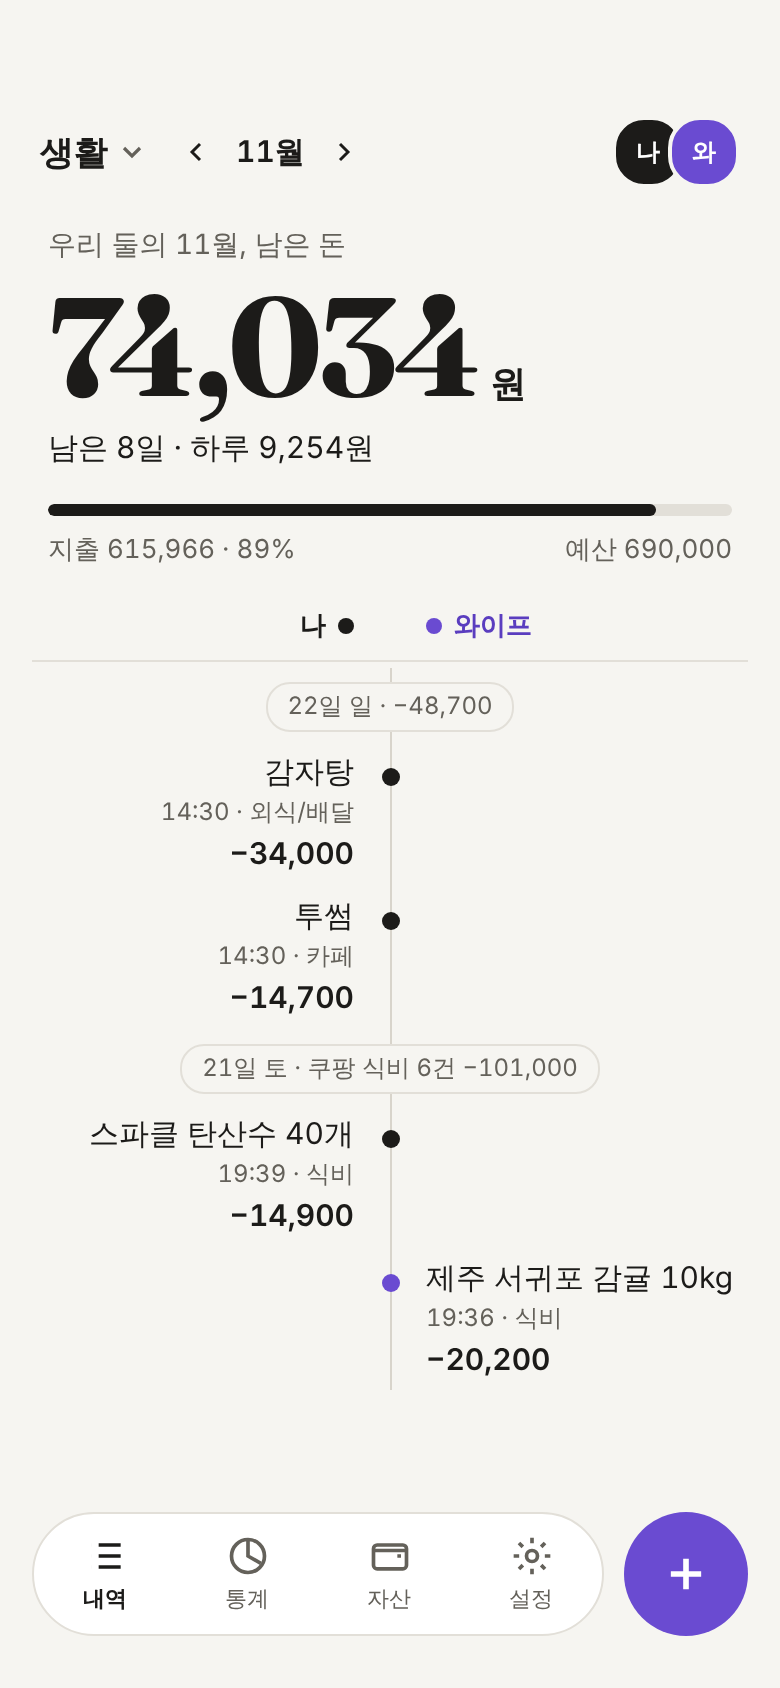 생활 11월 나 와
우리 둘의 11월, 남은 돈
74,034 원
남은 8일 · 하루 9,254원
지출 615,966 · 89% 예산 690,000
나 와이프
22일 일 · −48,700
감자탕
14:30 · 외식/배달
−34,000
투썸
14:30 · 카페
−14,700
21일 토 · 쿠팡 식비 6건 −101,000
스파클 탄산수 40개
19:39 · 식비
−14,900
제주 서귀포 감귤 10kg
19:36 · 식비
−20,200
내역 통계 자산 설정